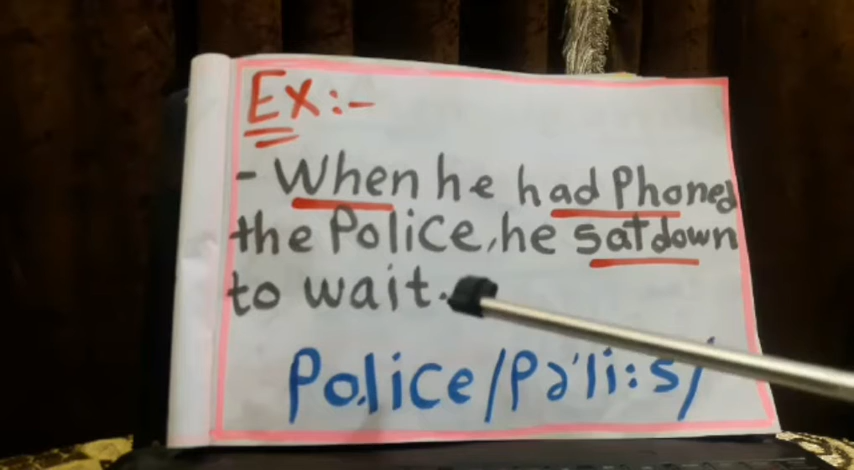 Ex:-
- When he had Phoned
the Police, he sat down
to wait.
Police/Pəˈliːs/